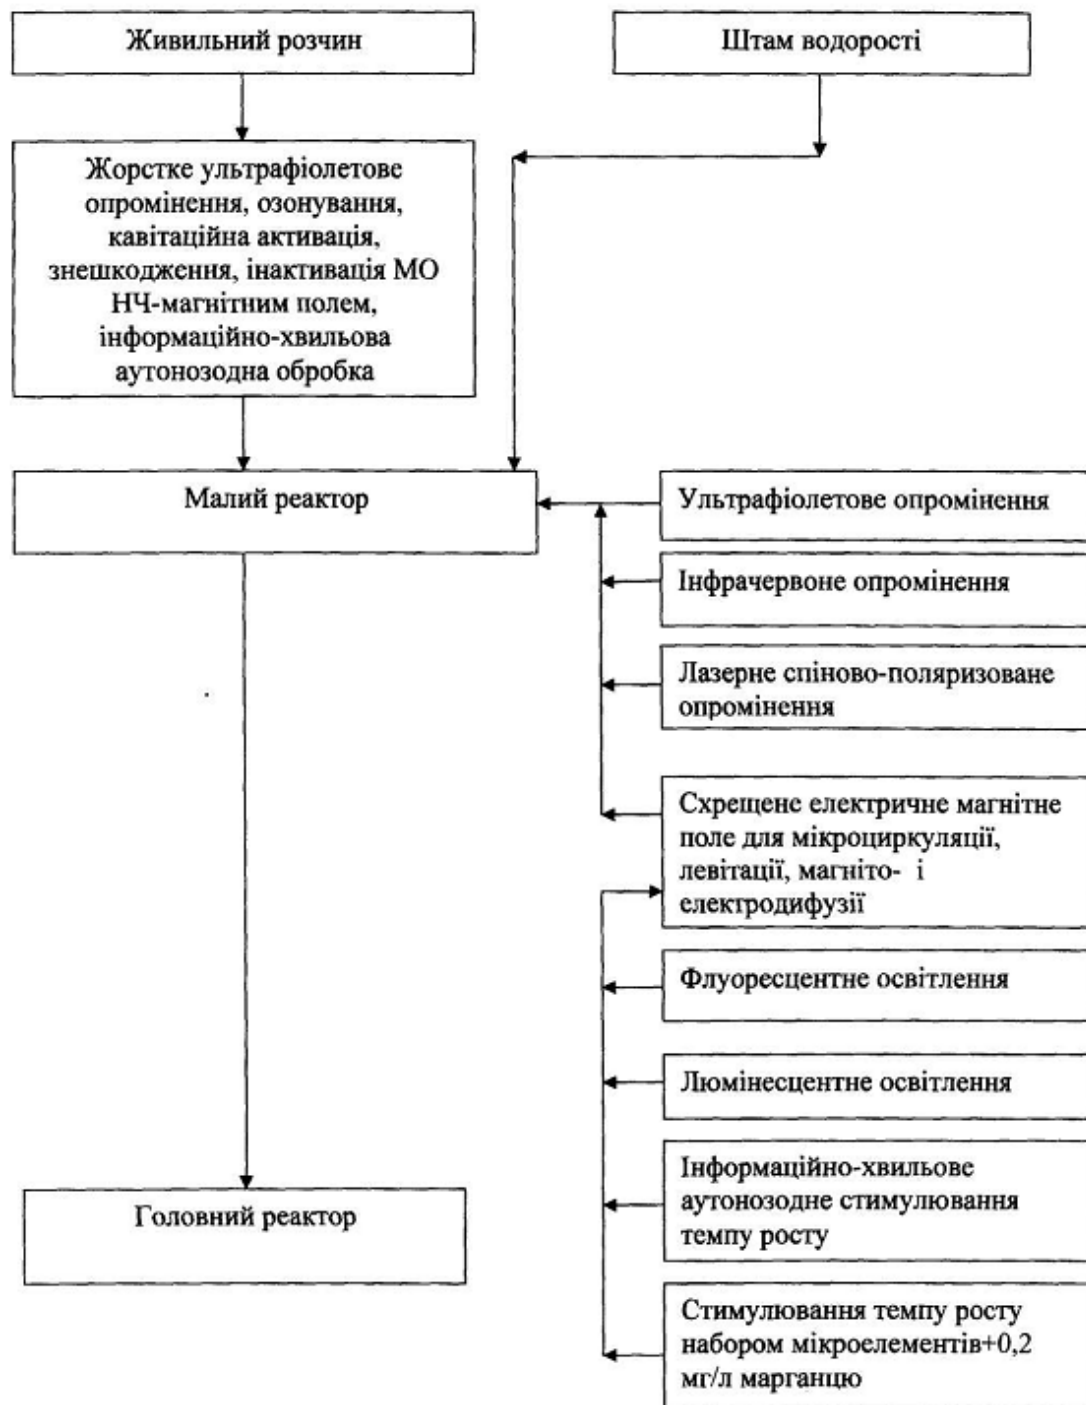 Живильний розчин
Штам водорості
Жорстке ультрафіолетове
опромінення, озонування,
кавітаційна активація,
знешкодження, інактивація МО
НЧ-магнітним полем,
інформаційно-хвильова
аутонозодна обробка
Малий реактор
Ультрафіолетове опромінення
Інфрачервоне опромінення
Лазерне спіново-поляризоване
опромінення
Схрещене електричне магнітне
поле для мікроциркуляції,
левітації, магніто- і
електродифузії
Флуоресцентне освітлення
Люмінесцентне освітлення
Інформаційно-хвильове
аутонозодне стимулювання
темпу росту
Головний реактор
Стимулювання темпу росту
набором мікроелементів+0,2
мг/л марганцю